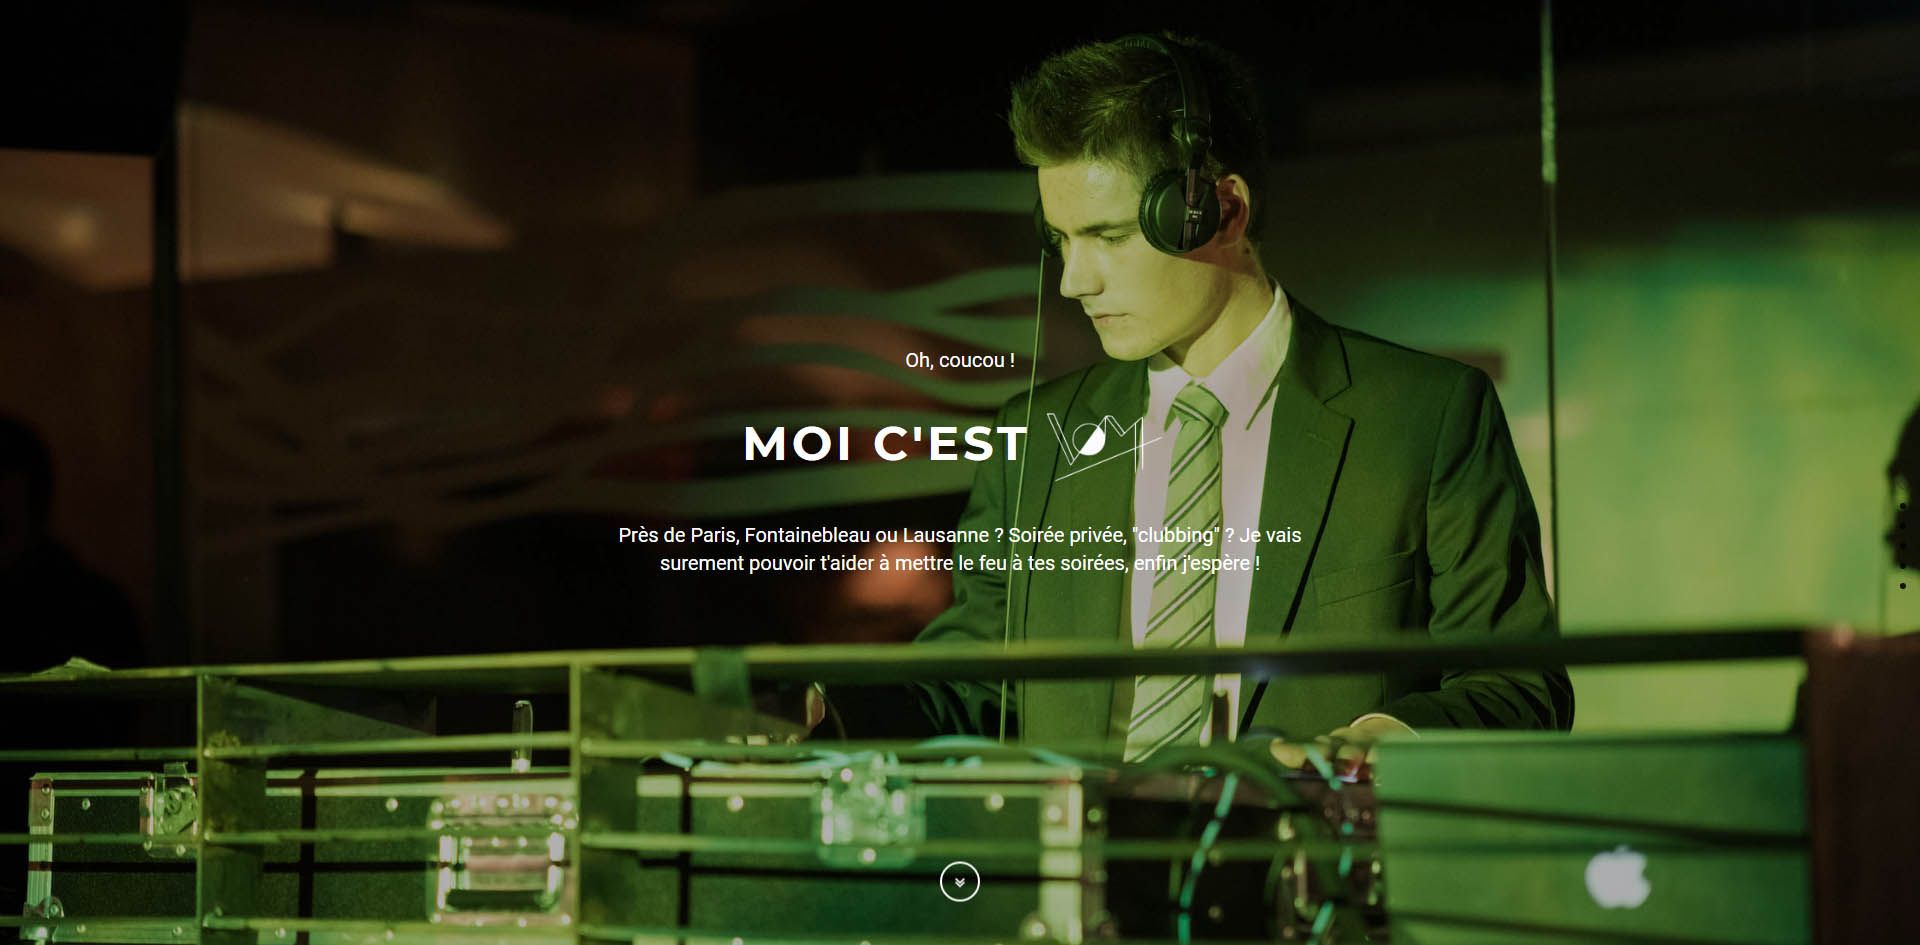 Oh, coucou !
MOI C'EST
Près de Paris, Fontainebleau ou Lausanne ? Soirée privée, "clubbing" ? Je vais
surement pouvoir t'aider à mettre le feu à tes soirées, enfin j'espère !